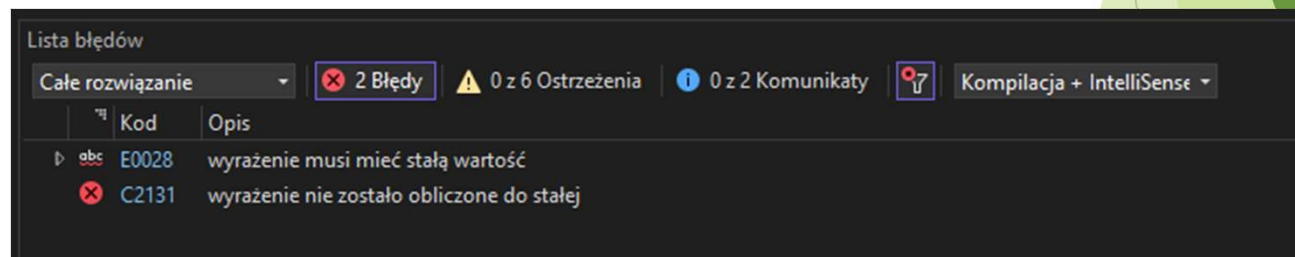 Lista błędów
Całe rozwiązanie 2 Błędy 0 z 6 Ostrzeżenia 0 z 2 Komunikaty Kompilacja + IntelliSense
Kod Opis
abc E0028 wyrażenie musi mieć stałą wartość
C2131 wyrażenie nie zostało obliczone do stałej